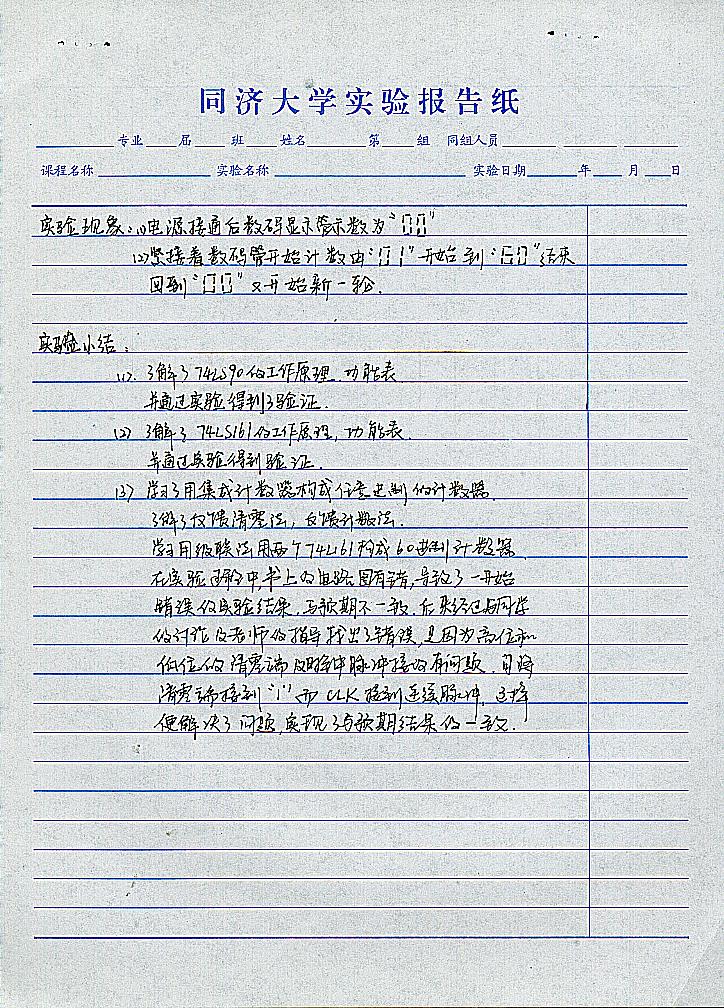 同济大学实验报告纸
专业 届 班 姓名 第 组 同组人员
课程名称 实验名称 实验日期 年 月 日
实验现象:(1)电源接通后数码显示管示数为"00"
(2)紧接着数码管开始计数由"01"开始到"60"结束
回到"00"又开始新一轮.
实验小结:
(1). 了解了74LS90的工作原理、功能表
并通过实验得到了验证.
(2) 了解了74LS161的工作原理,功能表.
并通过实验得到验证.
(3) 学习了用集成计数器构成任意进制的计数器.
了解了反馈清零法,反馈计数法.
学习用级联法用两个74LS161构成60进制计数器.
在实验过程中,书上的电路图有错,导致了一开始
错误的实验结果,与预期不一致.后来经过与同学
的讨论及老师的指导找出了错误,是因为高位和
低位的清零端及时钟脉冲接的有问题.
清零端接到"1"而CLK接到连续脉冲,这样
便解决了问题,实现了与预期结果的一致.